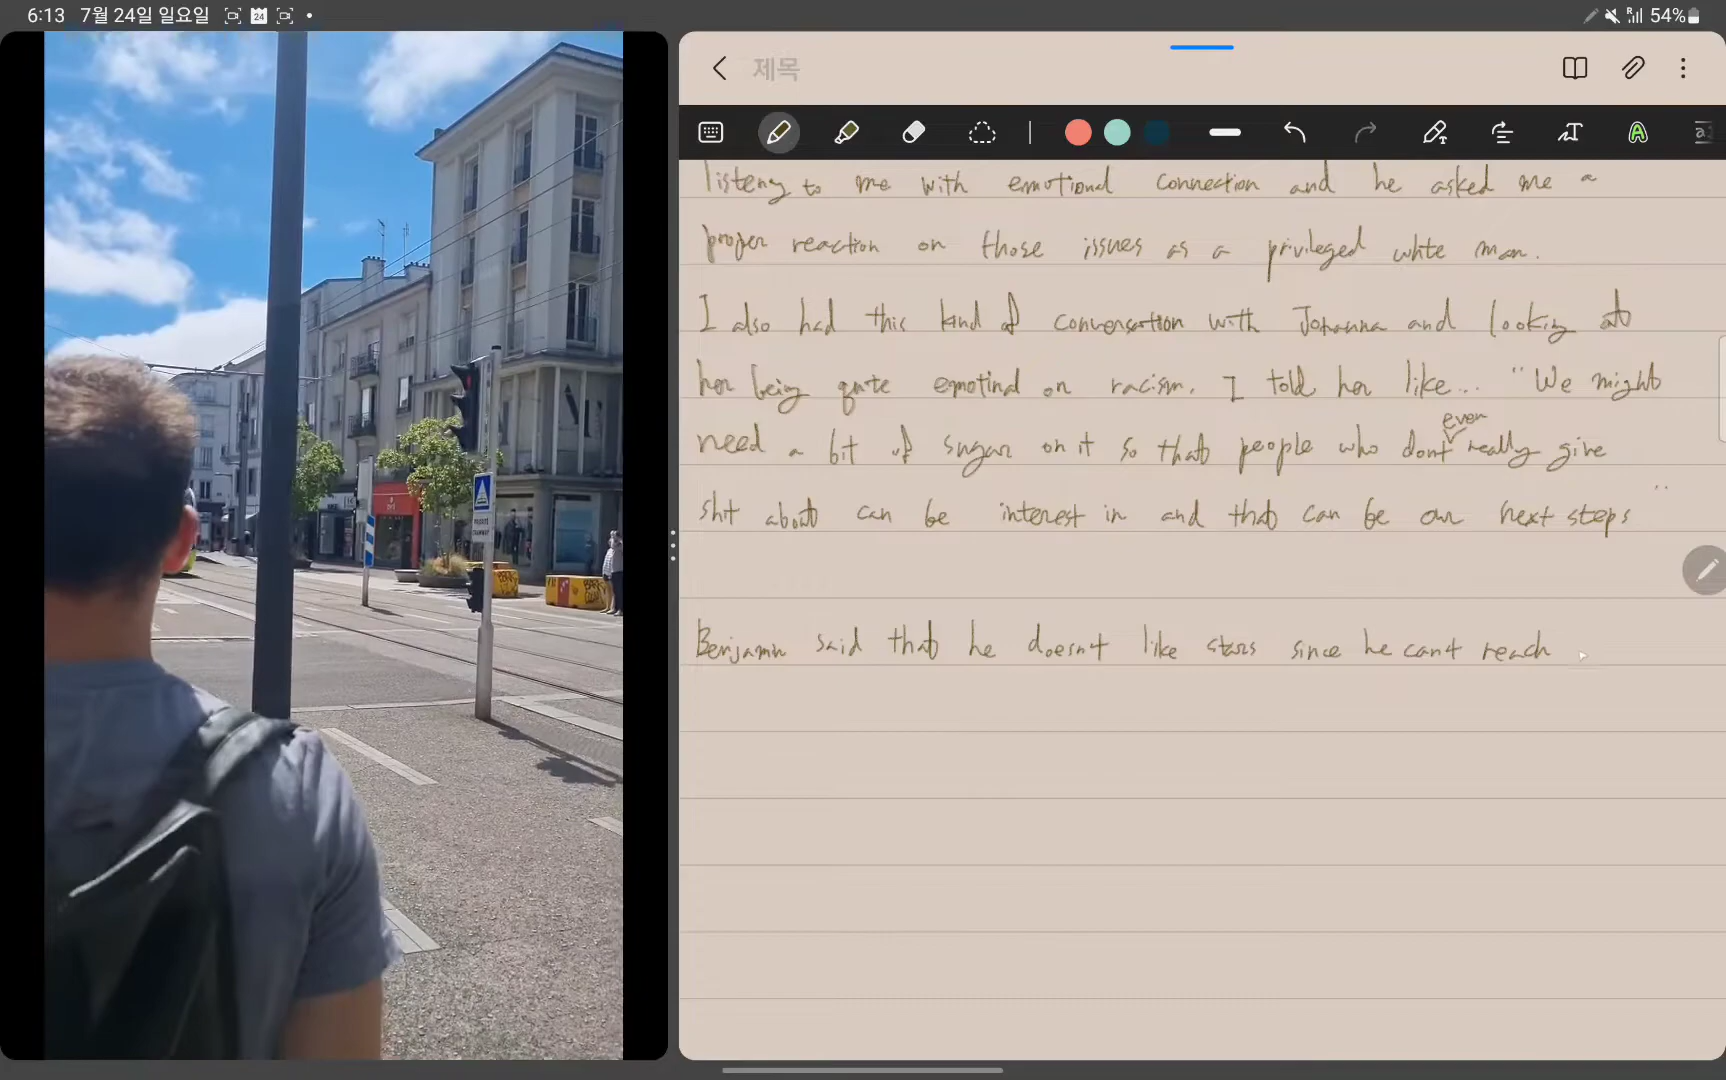 6:13 7월 24일 일요일 24
54%
제목
listeng to me with emotional connection and he asked me a
proper reaction on those issues as a privileged white man.
I also had this kind of conversation with Johanna and looking at
her being quite emotinal on racism. I told her like... "We might
even
need a bit of sugar on it so that people who don't really give
shit about can be interest in and that can be our next steps"
Benjamin said that he doesn't like stars since he can't reach